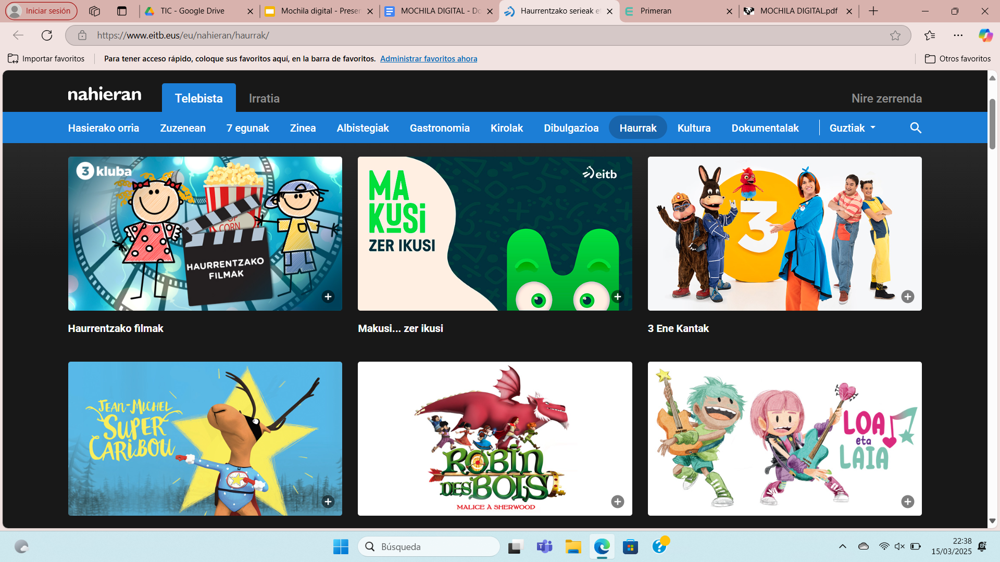 Iniciar sesión
TIC - Google Drive
Mochila digital - Presen
MOCHILA DIGITAL - Do
Haurrentzako serieak et
Primeran
MOCHILA DIGITAL.pdf
https://www.eitb.eus/eu/nahieran/haurrak/
Importar favoritos
Para tener acceso rápido, coloque sus favoritos aquí, en la barra de favoritos. Administrar favoritos ahora
Otros favoritos
nahieran
Telebista
Irratia
Nire zerrenda
Hasierako orria
Zuzenean
7 egunak
Zinea
Albistegiak
Gastronomia
Kirolak
Dibulgazioa
Haurrak
Kultura
Dokumentalak
Guztiak
3 kluba
POP
CORN
HAURRENTZAKO
FILMAK
MA
KUSi
ZER IKUSI
eitb
3
Haurrentzako filmak
Makusi... zer ikusi
3 Ene Kantak
JEAN-MICHEL
SUPER
CARiBOU
ROBIN
DES BOIS
MALICE À SHERWOOD
LOA
eta
LAIA
Búsqueda
22:38
15/03/2025